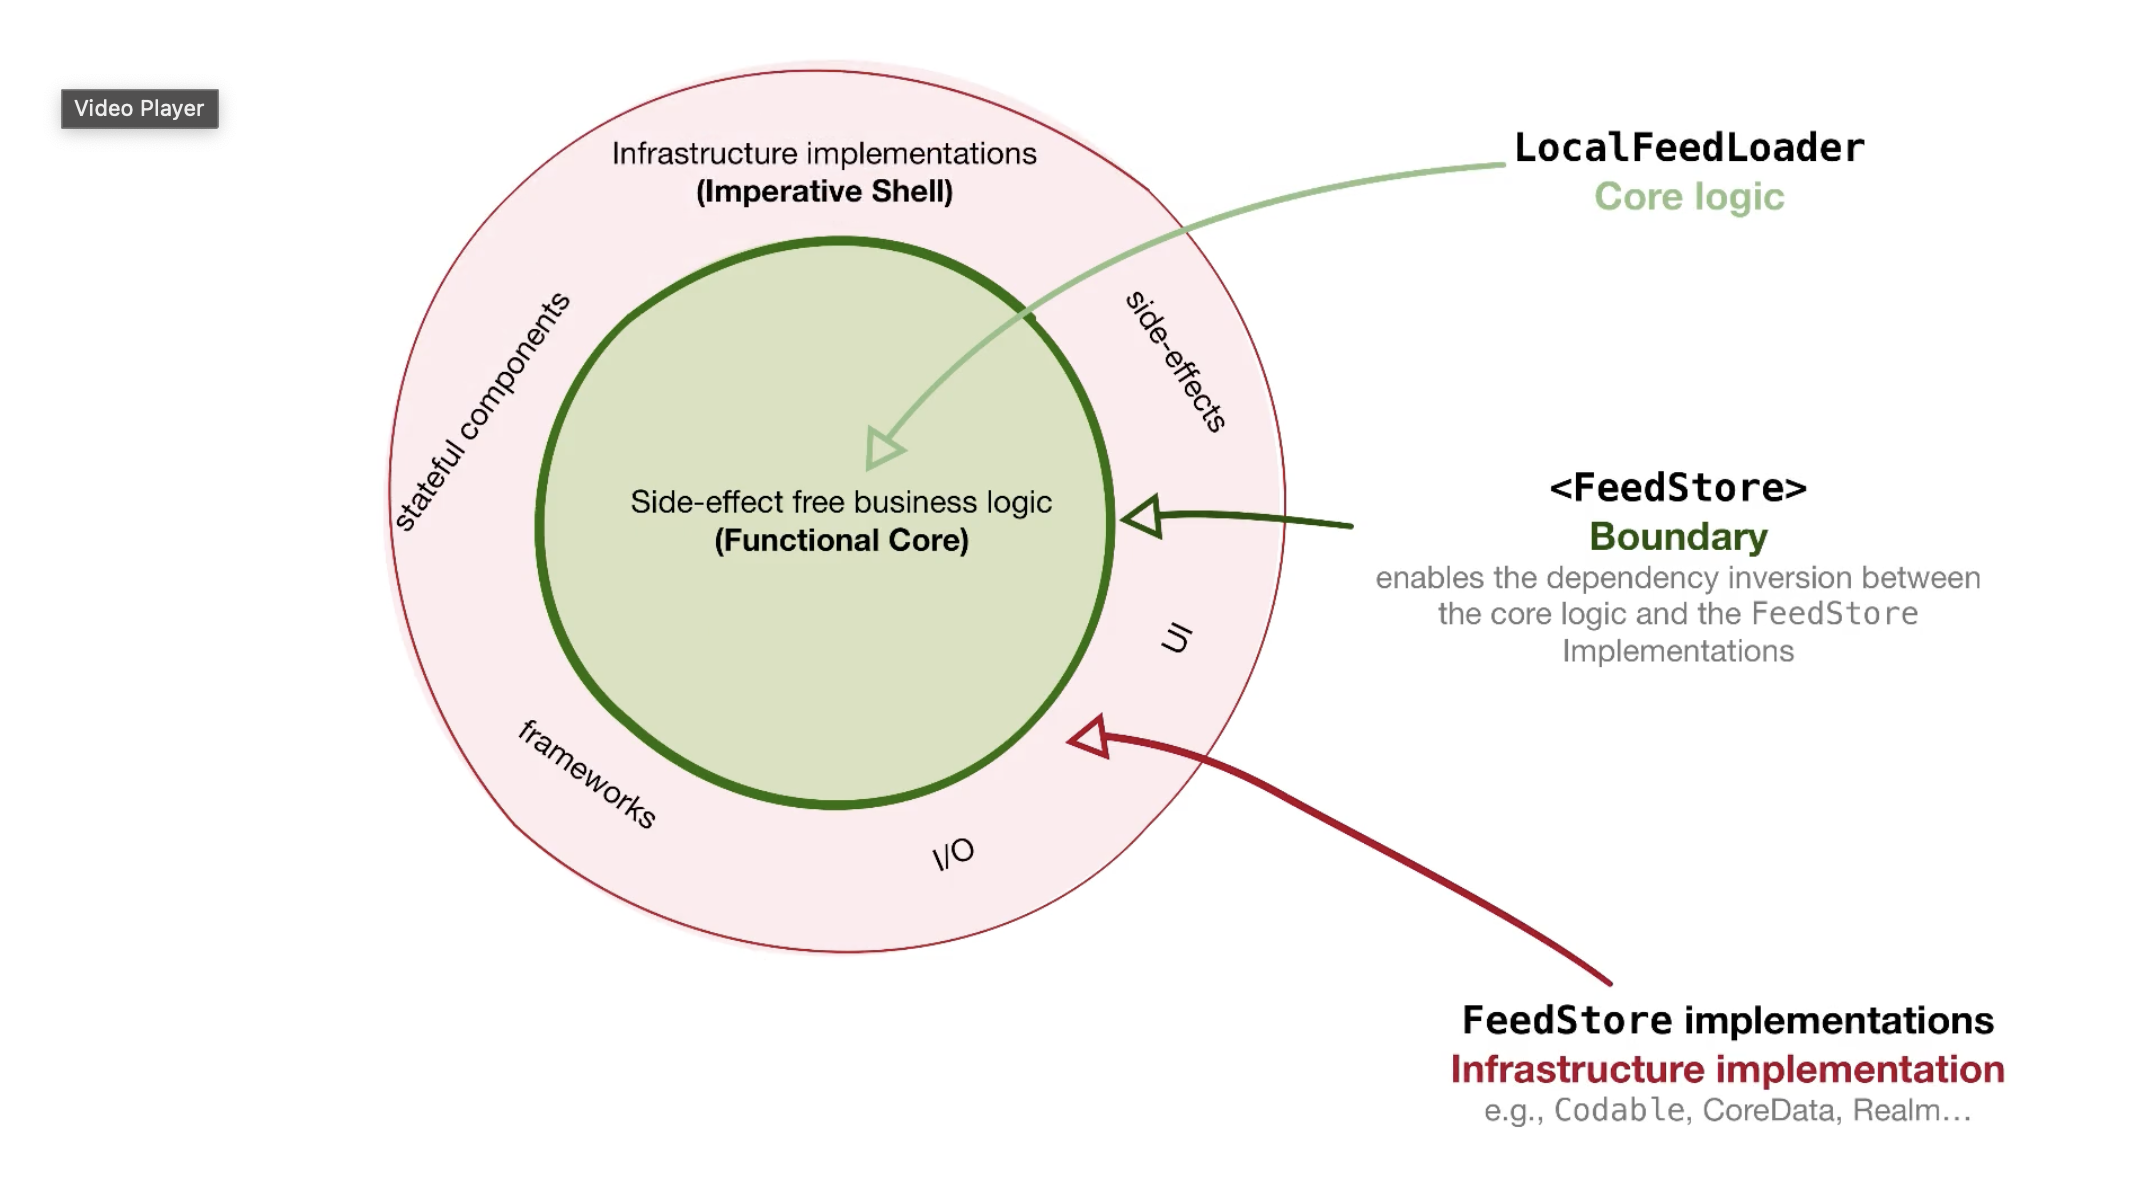 Video Player
Infrastructure implementations
(Imperative Shell)
stateful components
side-effects
Side-effect free business logic
(Functional Core)
UI
frameworks
I/O
LocalFeedLoader
Core logic
<FeedStore>
Boundary
enables the dependency inversion between
the core logic and the FeedStore
Implementations
FeedStore implementations
Infrastructure implementation
e.g., Codable, CoreData, Realm...